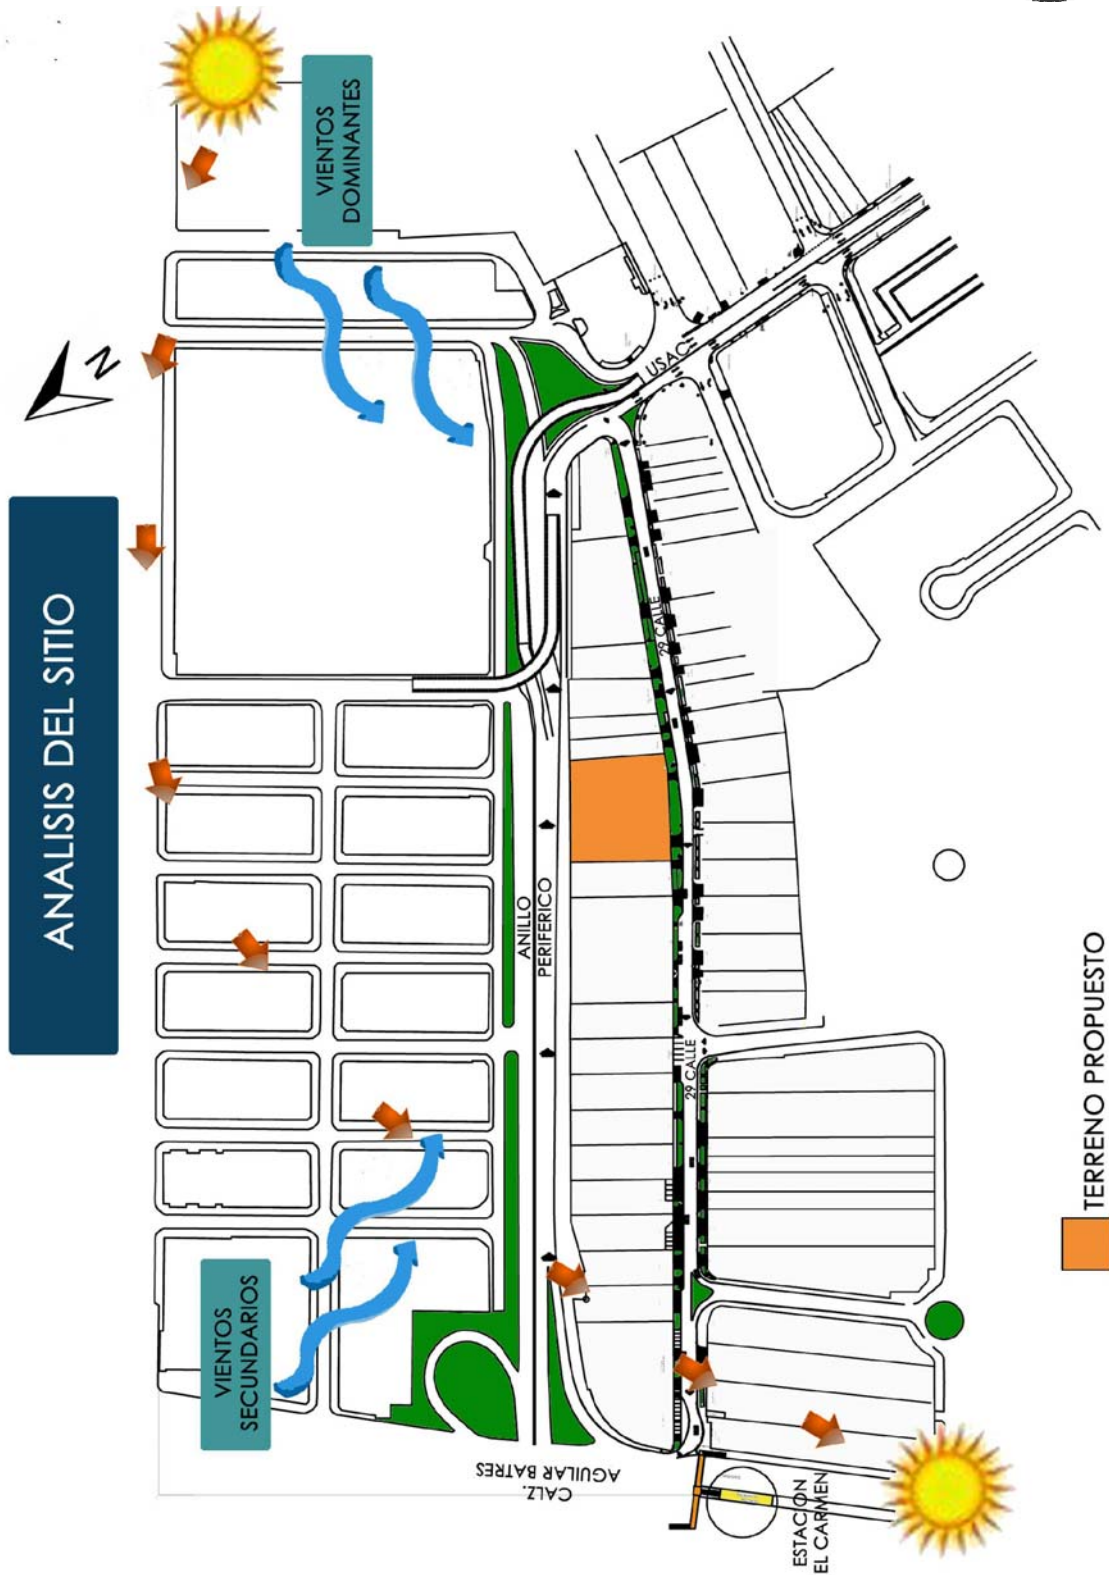 ANALISIS DEL SITIO
N
VIENTOS
DOMINANTES
VIENTOS
SECUNDARIOS
USAC
ANILLO
PERIFERICO
29 CALLE
29 CALLE
CALZ.
AGUILAR BATRES
ESTACION
EL CARMEN
TERRENO PROPUESTO